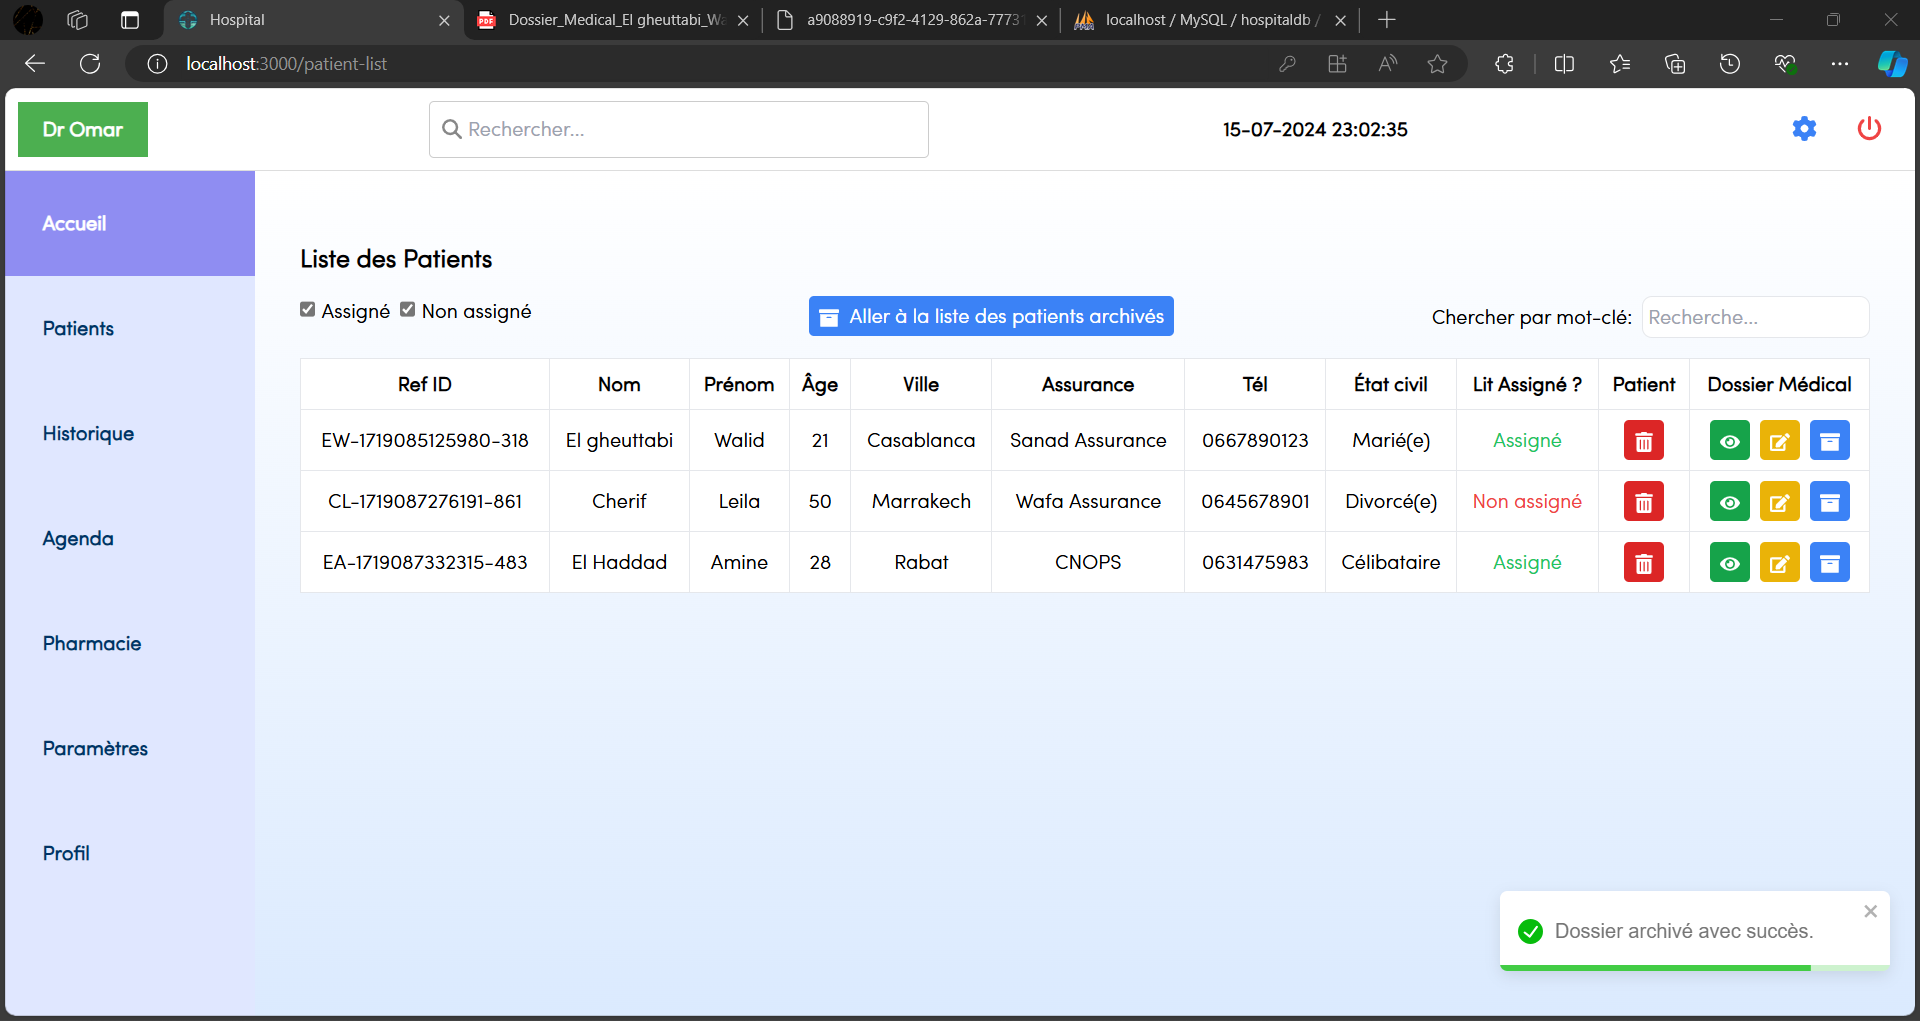 Hospital
Dossier_Medical_El gheuttabi_Wa
a9088919-c9f2-4129-862a-7773
localhost / MySQL / hospitaldb /
localhost:3000/patient-list
Dr Omar
Rechercher...
15-07-2024 23:02:35
Accueil
Patients
Historique
Agenda
Pharmacie
Paramètres
Profil
Liste des Patients
Assigné Non assigné
Aller à la liste des patients archivés
Chercher par mot-clé: Recherche...
Ref ID Nom Prénom Âge Ville Assurance Tél État civil Lit Assigné ? Patient Dossier Médical
EW-1719085125980-318 El gheuttabi Walid 21 Casablanca Sanad Assurance 0667890123 Marié(e) Assigné
CL-1719087276191-861 Cherif Leila 50 Marrakech Wafa Assurance 0645678901 Divorcé(e) Non assigné
EA-1719087332315-483 El Haddad Amine 28 Rabat CNOPS 0631475983 Célibataire Assigné
Dossier archivé avec succès.